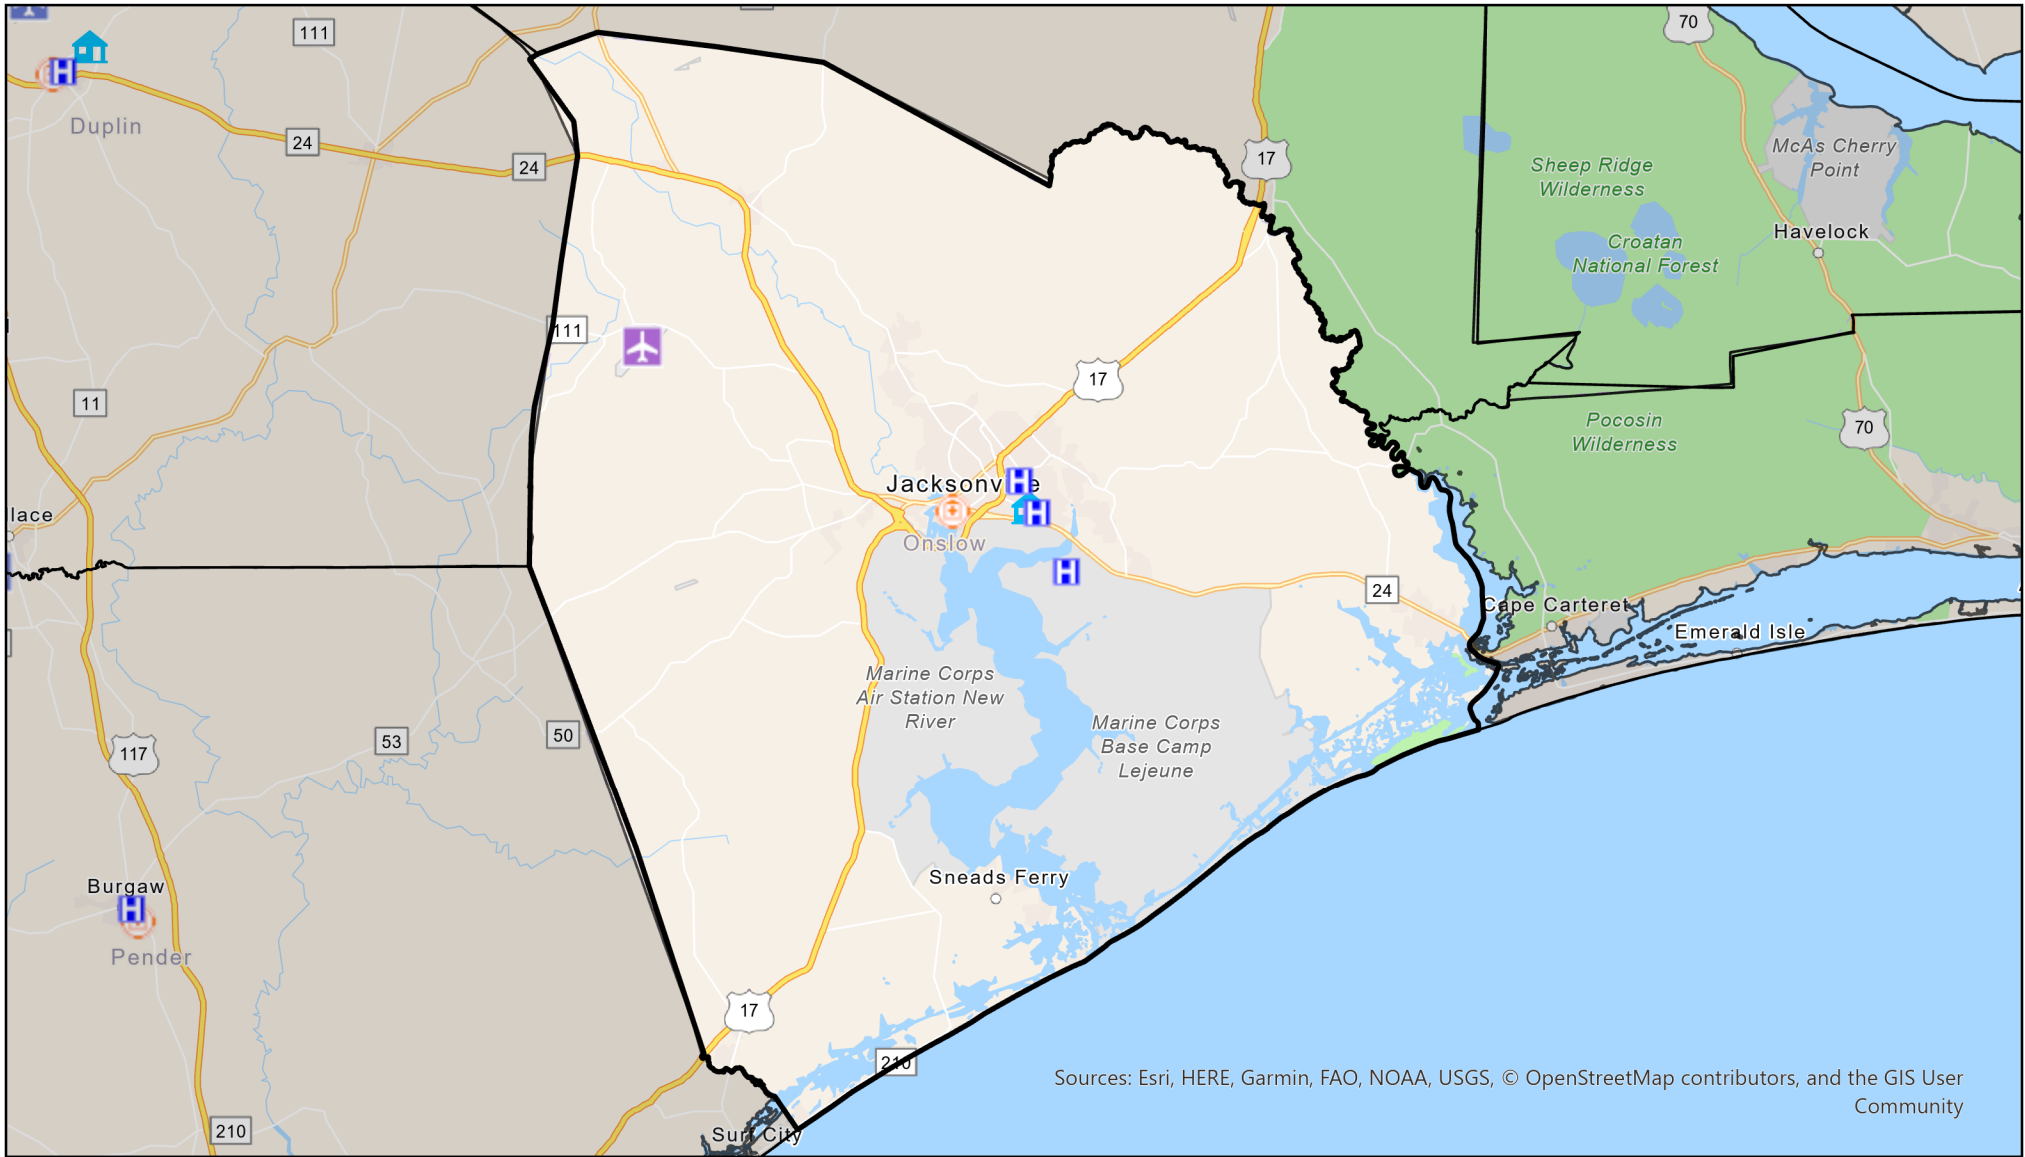 111
70
Duplin
24
24
17
McAs Cherry
Point
Sheep Ridge
Wilderness
Havelock
Croatan
National Forest
111
17
11
70
Pocosin
Wilderness
H
H
H
H
H
Jacksonv e
lace
Onslow
24
Cape Carteret
Emerald Isle
Marine Corps
Air Station New
River
Marine Corps
Base Camp
Lejeune
50
53
117
Sneads Ferry
Burgaw
Pender
17
210
210
Surf City
Sources: Esri, HERE, Garmin, FAO, NOAA, USGS, © OpenStreetMap contributors, and the GIS User
Community